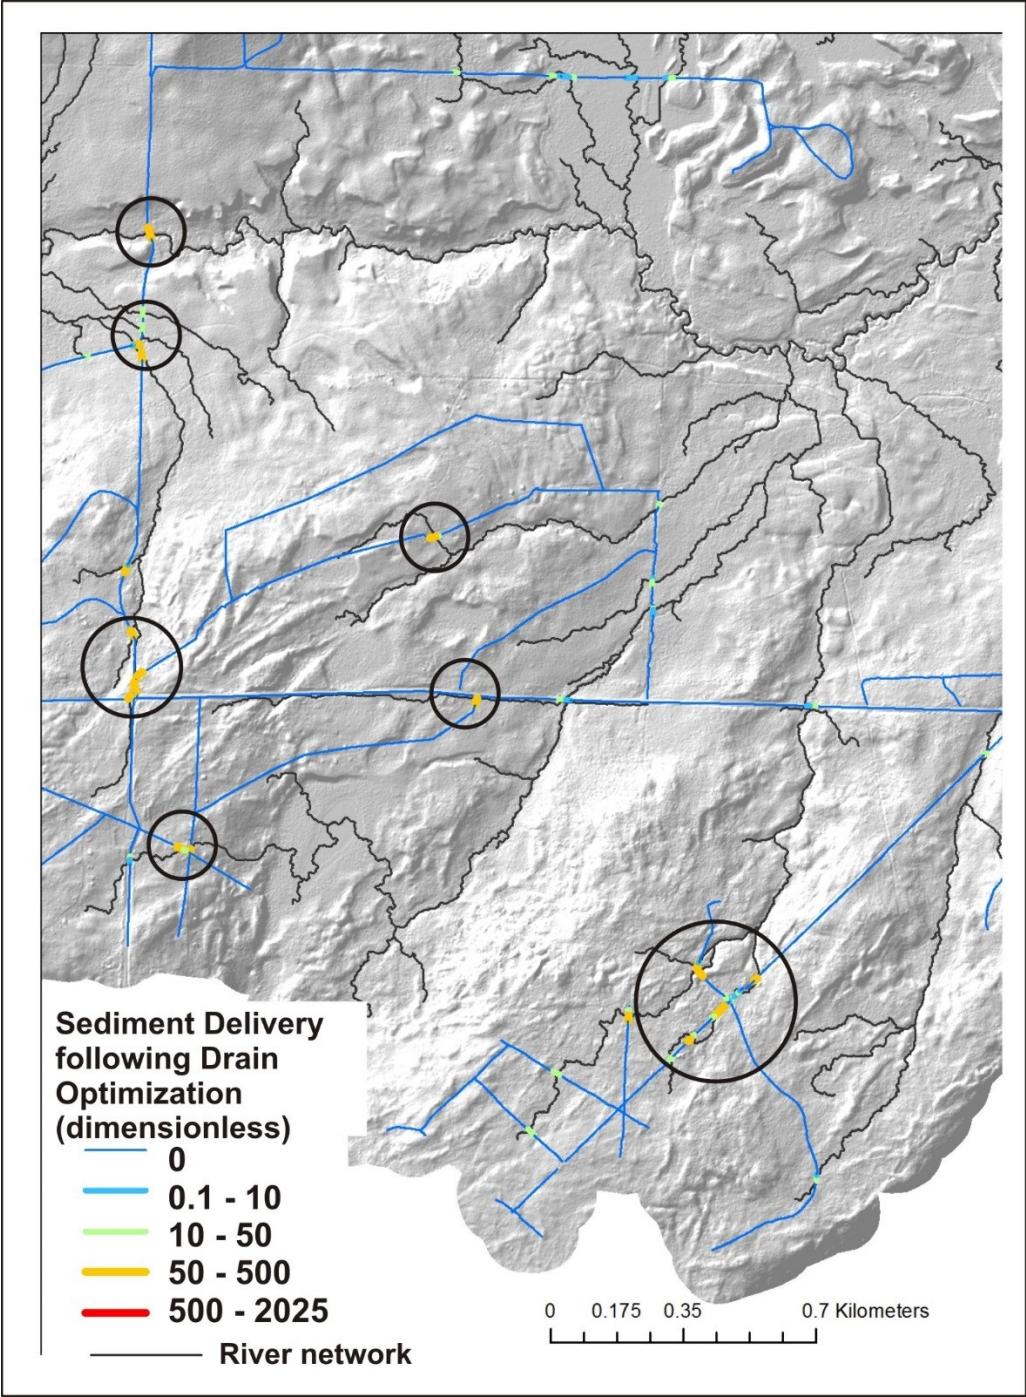 Sediment Delivery
following Drain
Optimization
(dimensionless)
0
0.1 - 10
10 - 50
50 - 500
500 - 2025
River network
0 0.175 0.35 0.7 Kilometers